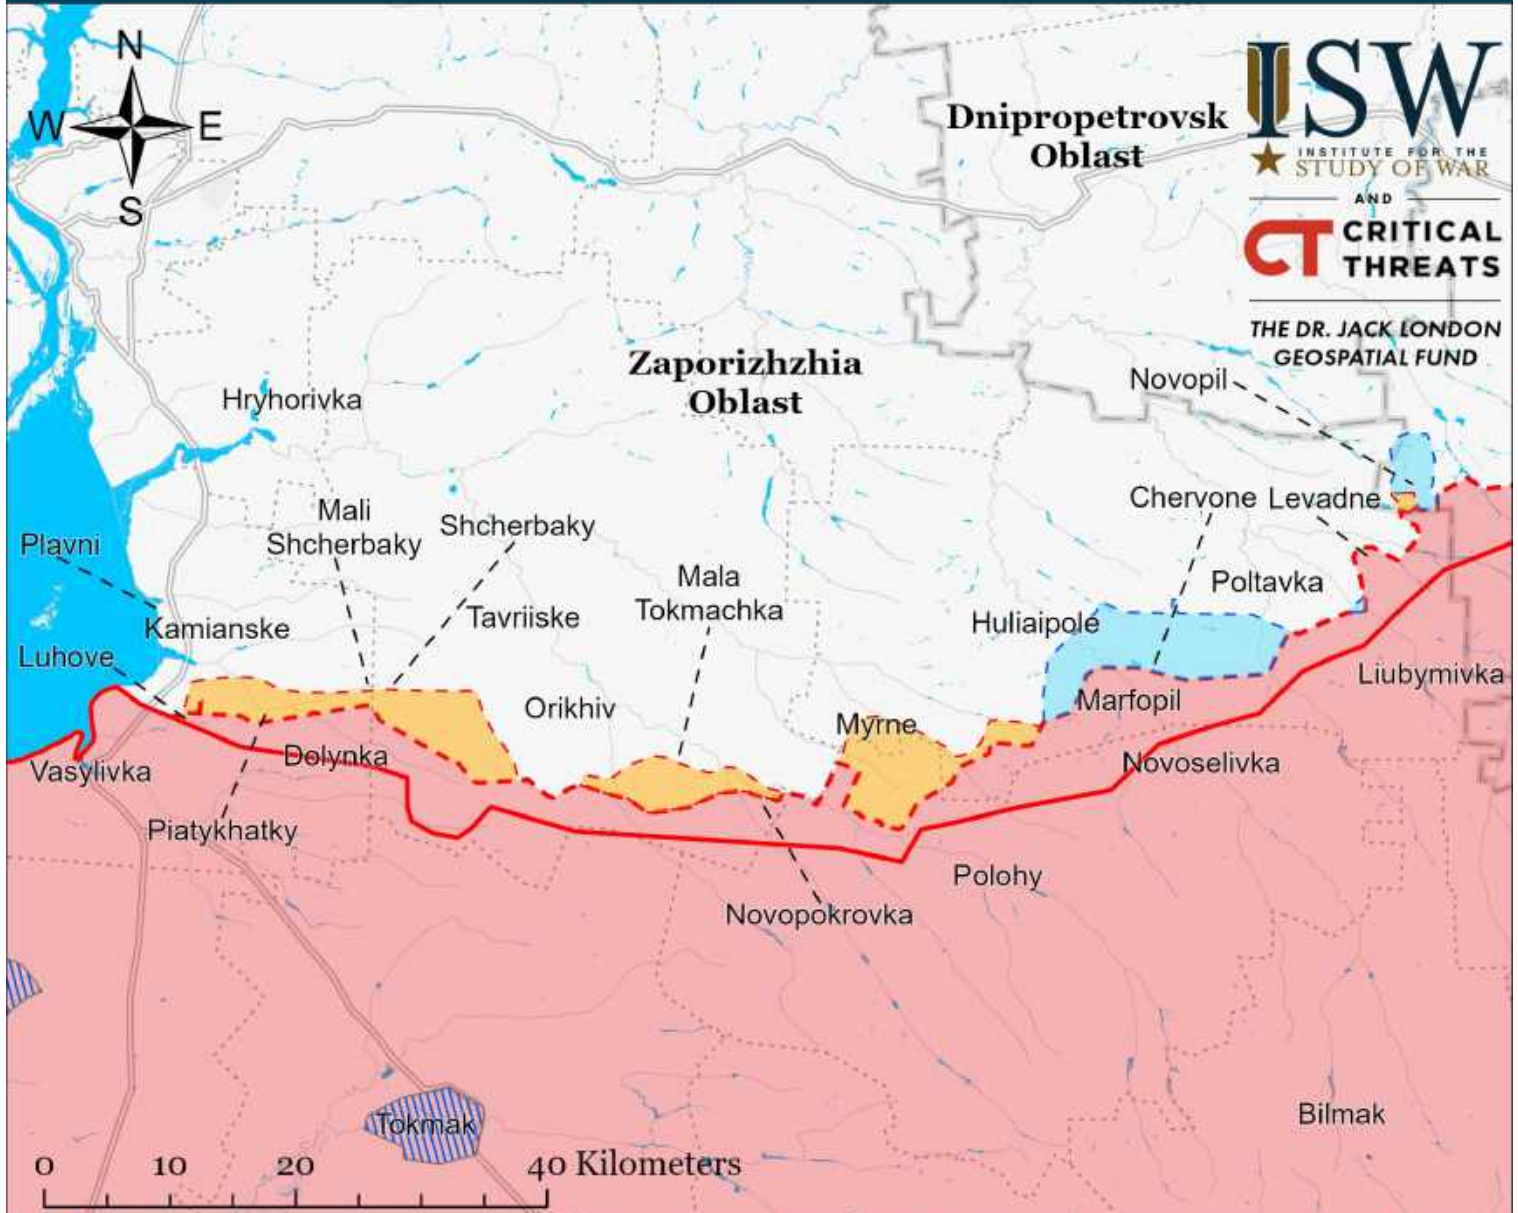 N
W
E
S
Dnipropetrovsk
Oblast
ISW
INSTITUTE FOR THE
STUDY OF WAR
AND
CT CRITICAL
THREATS
THE DR. JACK LONDON
GEOSPATIAL FUND
Zaporizhzhia
Oblast
Novopil
Hryhorivka
Mali
Shcherbaky
Shcherbaky
Chervone
Levadne
Plavni
Mala
Tokmachka
Poltavka
Kamianske
Tavriiske
Huliaipole
Luhove
Liubymivka
Orikhiv
Marfopil
Myrne
Vasylivka
Dolynka
Novoselivka
Piatykhatky
Polohy
Novopokrovka
Tokmak
Bilmak
0 10 20 40 Kilometers